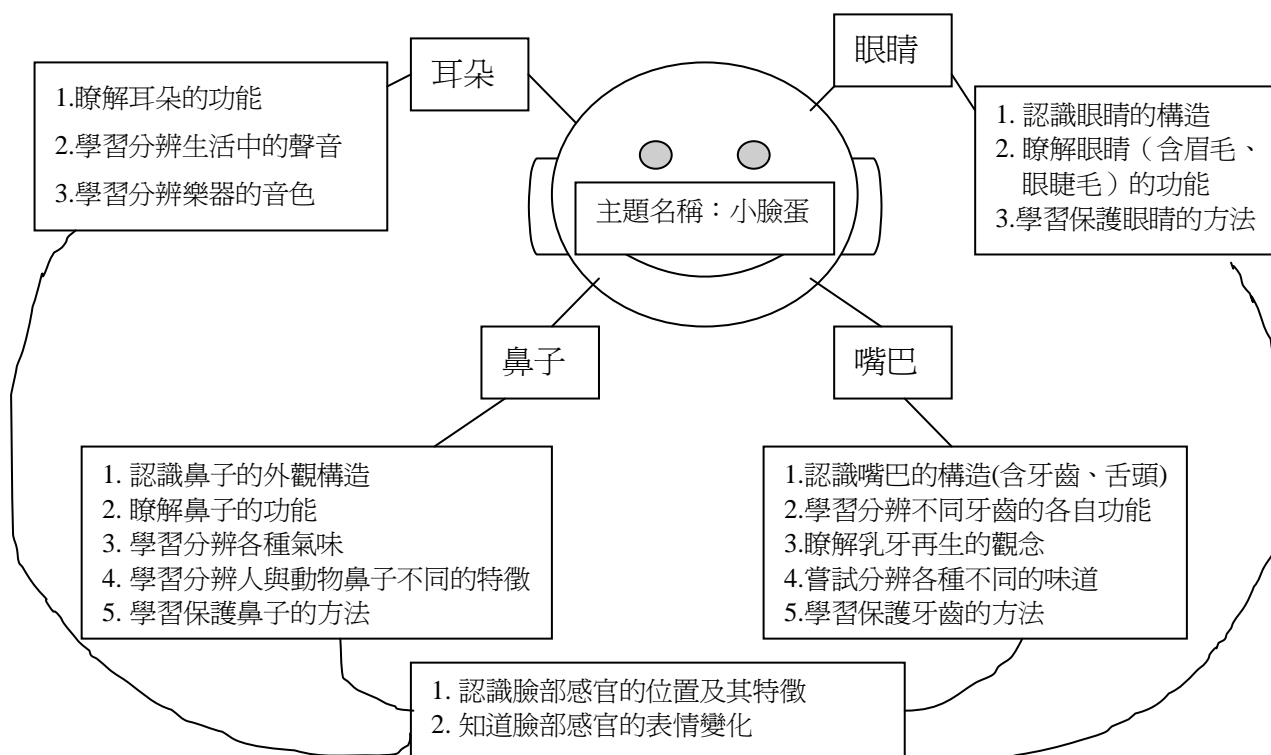 耳朵
1.瞭解耳朵的功能
2.學習分辨生活中的聲音
3.學習分辨樂器的音色
眼睛
1. 認識眼睛的構造
2. 瞭解眼睛（含眉毛、
眼睫毛）的功能
3.學習保護眼睛的方法
主題名稱：小臉蛋
鼻子
1. 認識鼻子的外觀構造
2. 瞭解鼻子的功能
3. 學習分辨各種氣味
4. 學習分辨人與動物鼻子不同的特徵
5. 學習保護鼻子的方法
嘴巴
1.認識嘴巴的構造(含牙齒、舌頭)
2.學習分辨不同牙齒的各自功能
3.瞭解乳牙再生的觀念
4.嘗試分辨各種不同的味道
5.學習保護牙齒的方法
1. 認識臉部感官的位置及其特徵
2. 知道臉部感官的表情變化